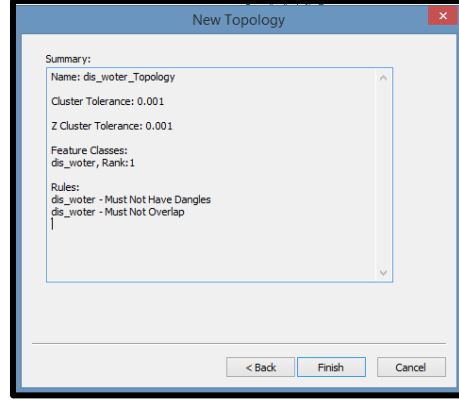 New Topology
Summary:
Name: dis_woter_Topology
Cluster Tolerance: 0.001
Z Cluster Tolerance: 0.001
Feature Classes:
dis_woter, Rank:1
Rules:
dis_woter - Must Not Have Dangles
dis_woter - Must Not Overlap
< Back Finish Cancel